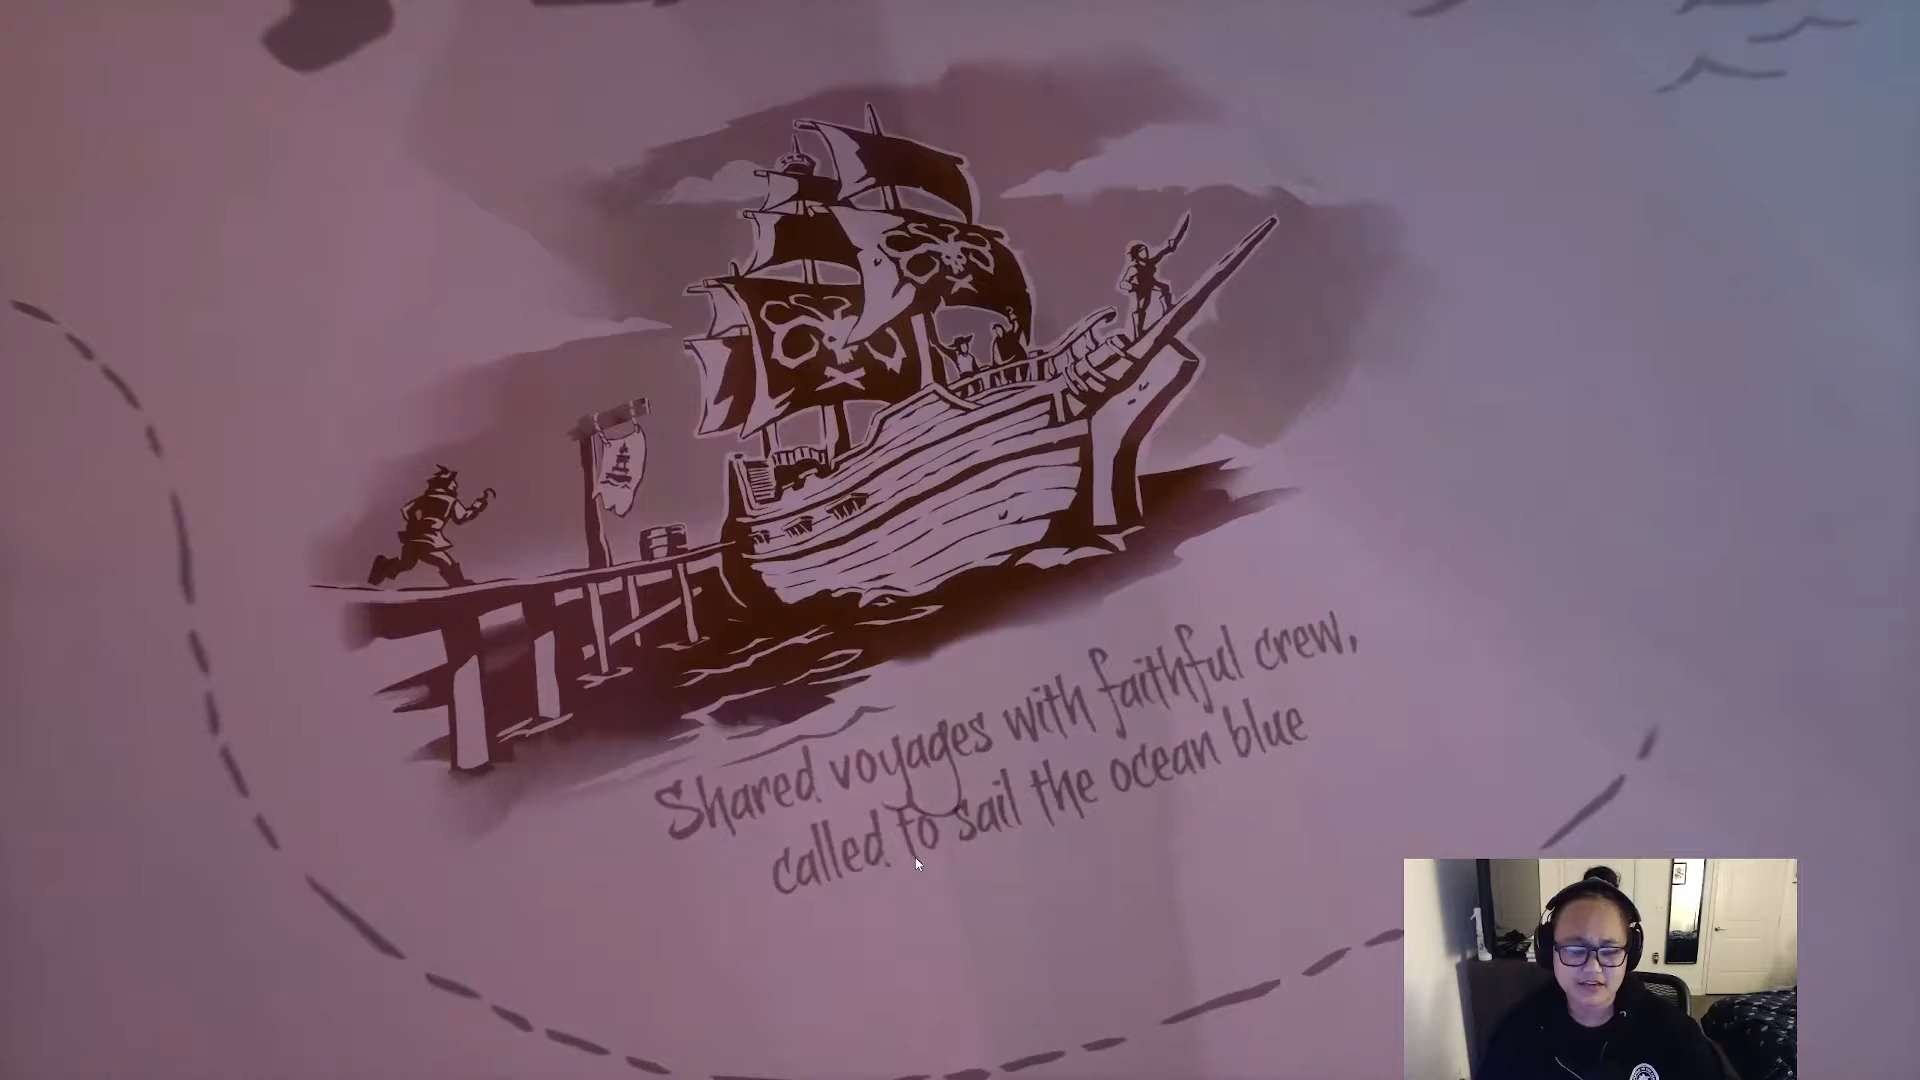 Shared voyages with faithful crew,
called to sail the ocean blue